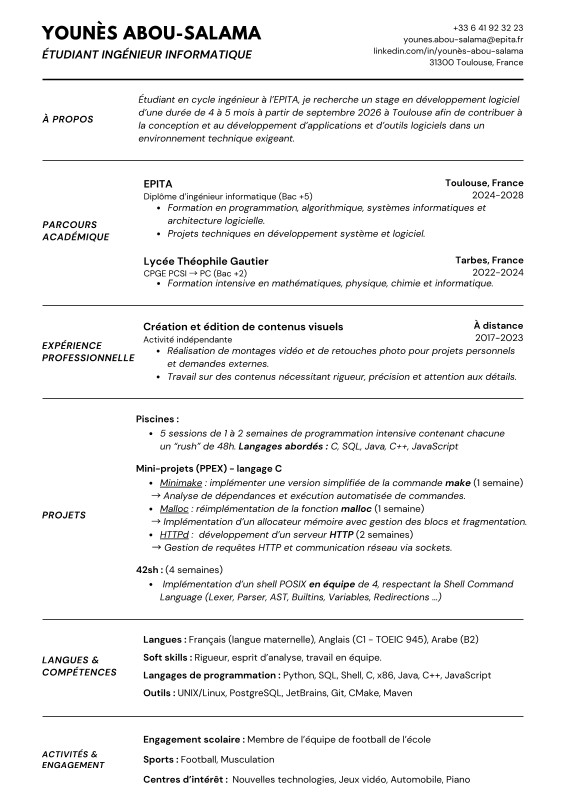 YOUNÈS ABOU-SALAMA
ÉTUDIANT INGÉNIEUR INFORMATIQUE
+33 6 41 92 32 23
younes.abou-salama@epita.fr
linkedin.com/in/younès-abou-salama
31300 Toulouse, France
À PROPOS
Étudiant en cycle ingénieur à l'EPITA, je recherche un stage en développement logiciel
d'une durée de 4 à 5 mois à partir de septembre 2026 à Toulouse afin de contribuer à
la conception et au développement d'applications et d'outils logiciels dans un
environnement technique exigeant.
PARCOURS
ACADÉMIQUE
EPITA
Toulouse, France
Diplôme d'ingénieur informatique (Bac +5)
2024-2028
• Formation en programmation, algorithmique, systèmes informatiques et
architecture logicielle.
• Projets techniques en développement système et logiciel.
Lycée Théophile Gautier
Tarbes, France
CPGE PCSI → PC (Bac +2)
2022-2024
• Formation intensive en mathématiques, physique, chimie et informatique.
EXPÉRIENCE
PROFESSIONNELLE
Création et édition de contenus visuels
À distance
Activité indépendante
2017-2023
• Réalisation de montages vidéo et de retouches photo pour projets personnels
et demandes externes.
• Travail sur des contenus nécessitant rigueur, précision et attention aux détails.
PROJETS
Piscines :
• 5 sessions de 1 à 2 semaines de programmation intensive contenant chacune
un "rush" de 48h. Langages abordés : C, SQL, Java, C++, JavaScript
Mini-projets (PPEX) - langage C
• Minimake : implémenter une version simplifiée de la commande make (1 semaine)
→ Analyse de dépendances et exécution automatisée de commandes.
• Malloc : réimplémentation de la fonction malloc (1 semaine)
→ Implémentation d'un allocateur mémoire avec gestion des blocs et fragmentation.
• HTTPd : développement d'un serveur HTTP (2 semaines)
→ Gestion de requêtes HTTP et communication réseau via sockets.
42sh : (4 semaines)
• Implémentation d'un shell POSIX en équipe de 4, respectant la Shell Command
Language (Lexer, Parser, AST, Builtins, Variables, Redirections ...)
LANGUES &
COMPÉTENCES
Langues : Français (langue maternelle), Anglais (C1 - TOEIC 945), Arabe (B2)
Soft skills : Rigueur, esprit d'analyse, travail en équipe.
Langages de programmation : Python, SQL, Shell, C, x86, Java, C++, JavaScript
Outils : UNIX/Linux, PostgreSQL, JetBrains, Git, CMake, Maven
ACTIVITÉS &
ENGAGEMENT
Engagement scolaire : Membre de l'équipe de football de l'école
Sports : Football, Musculation
Centres d'intérêt : Nouvelles technologies, Jeux vidéo, Automobile, Piano